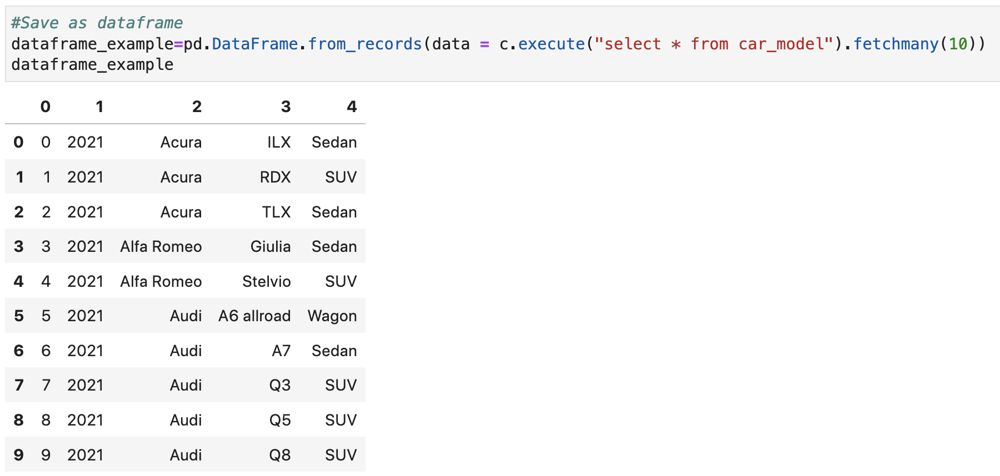 #Save as dataframe
dataframe_example=pd.DataFrame.from_records(data = c.execute("select * from car_model").fetchmany(10))
dataframe_example
0 1 2 3 4
0 0 2021 Acura ILX Sedan
1 1 2021 Acura RDX SUV
2 2 2021 Acura TLX Sedan
3 3 2021 Alfa Romeo Giulia Sedan
4 4 2021 Alfa Romeo Stelvio SUV
5 5 2021 Audi A6 allroad Wagon
6 6 2021 Audi A7 Sedan
7 7 2021 Audi Q3 SUV
8 8 2021 Audi Q5 SUV
9 9 2021 Audi Q8 SUV